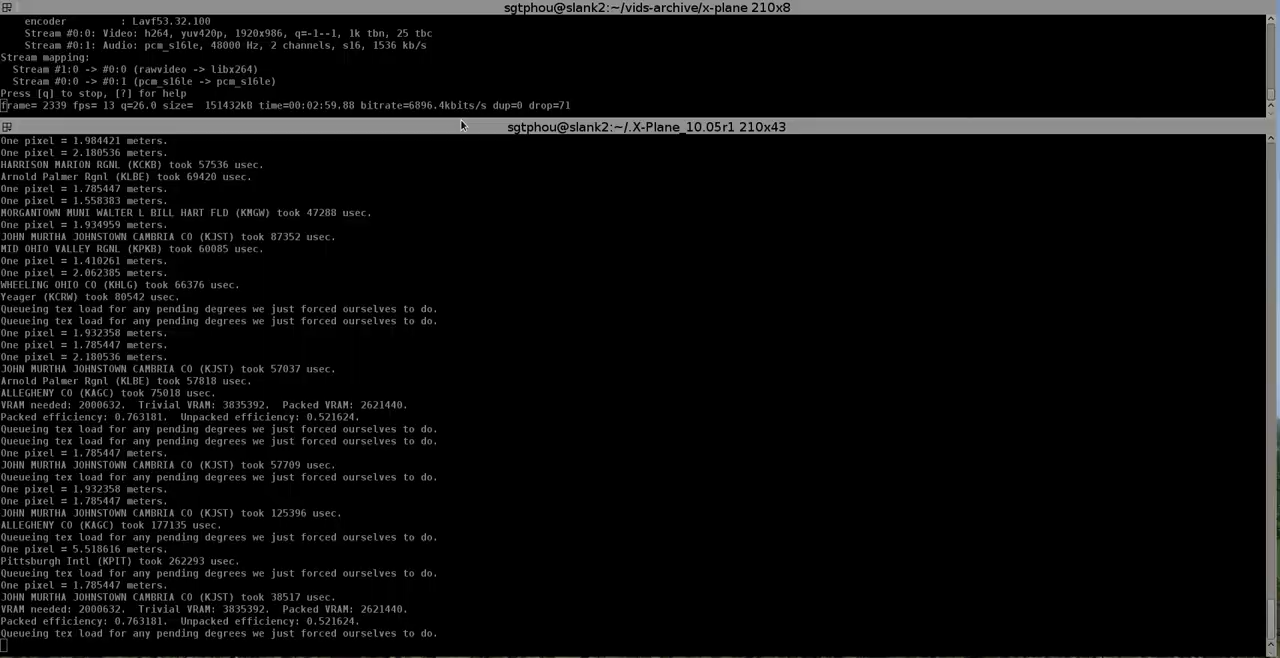 sgtphou@slank2:~/vids-archive/x-plane 210x8
encoder : Lavf53.32.100
Stream #0:0: Video: h264, yuv420p, 1920x986, q=-1--1, 1k tbn, 25 tbc
Stream #0:1: Audio: pcm_s16le, 48000 Hz, 2 channels, s16, 1536 kb/s
Stream mapping:
Stream #1:0 -> #0:0 (rawvideo -> libx264)
Stream #0:0 -> #0:1 (pcm_s16le -> pcm_s16le)
Press [q] to stop, [?] for help
frame= 2339 fps= 13 q=26.0 size= 151432kB time=00:02:59.88 bitrate=6896.4kbits/s dup=0 drop=71
sgtphou@slank2:~/.X-Plane_10.05r1 210x43
One pixel = 1.984421 meters.
One pixel = 2.180536 meters.
HARRISON MARION RGNL (KCKB) took 57536 usec.
Arnold Palmer Rgnl (KLBE) took 69420 usec.
One pixel = 1.785447 meters.
One pixel = 1.558383 meters.
MORGANTOWN MUNI WALTER L BILL HART FLD (KMGW) took 47288 usec.
One pixel = 1.934959 meters.
JOHN MURTHA JOHNSTOWN CAMBRIA CO (KJST) took 87352 usec.
MID OHIO VALLEY RGNL (KPKB) took 60085 usec.
One pixel = 1.410261 meters.
One pixel = 2.062385 meters.
WHEELING OHIO CO (KHLG) took 66376 usec.
Yeager (KCRW) took 80542 usec.
Queueing tex load for any pending degrees we just forced ourselves to do.
Queueing tex load for any pending degrees we just forced ourselves to do.
One pixel = 1.932358 meters.
One pixel = 1.785447 meters.
One pixel = 2.180536 meters.
JOHN MURTHA JOHNSTOWN CAMBRIA CO (KJST) took 57037 usec.
Arnold Palmer Rgnl (KLBE) took 57818 usec.
ALLEGHENY CO (KAGC) took 75018 usec.
VRAM needed: 2000632. Trivial VRAM: 3835392. Packed VRAM: 2621440.
Packed efficiency: 0.763181. Unpacked efficiency: 0.521624.
Queueing tex load for any pending degrees we just forced ourselves to do.
Queueing tex load for any pending degrees we just forced ourselves to do.
One pixel = 1.785447 meters.
JOHN MURTHA JOHNSTOWN CAMBRIA CO (KJST) took 57709 usec.
Queueing tex load for any pending degrees we just forced ourselves to do.
One pixel = 1.932358 meters.
One pixel = 1.785447 meters.
JOHN MURTHA JOHNSTOWN CAMBRIA CO (KJST) took 125396 usec.
ALLEGHENY CO (KAGC) took 177135 usec.
Queueing tex load for any pending degrees we just forced ourselves to do.
One pixel = 5.518616 meters.
Pittsburgh Intl (KPIT) took 262293 usec.
Queueing tex load for any pending degrees we just forced ourselves to do.
One pixel = 1.785447 meters.
JOHN MURTHA JOHNSTOWN CAMBRIA CO (KJST) took 38517 usec.
VRAM needed: 2000632. Trivial VRAM: 3835392. Packed VRAM: 2621440.
Packed efficiency: 0.763181. Unpacked efficiency: 0.521624.
Queueing tex load for any pending degrees we just forced ourselves to do.